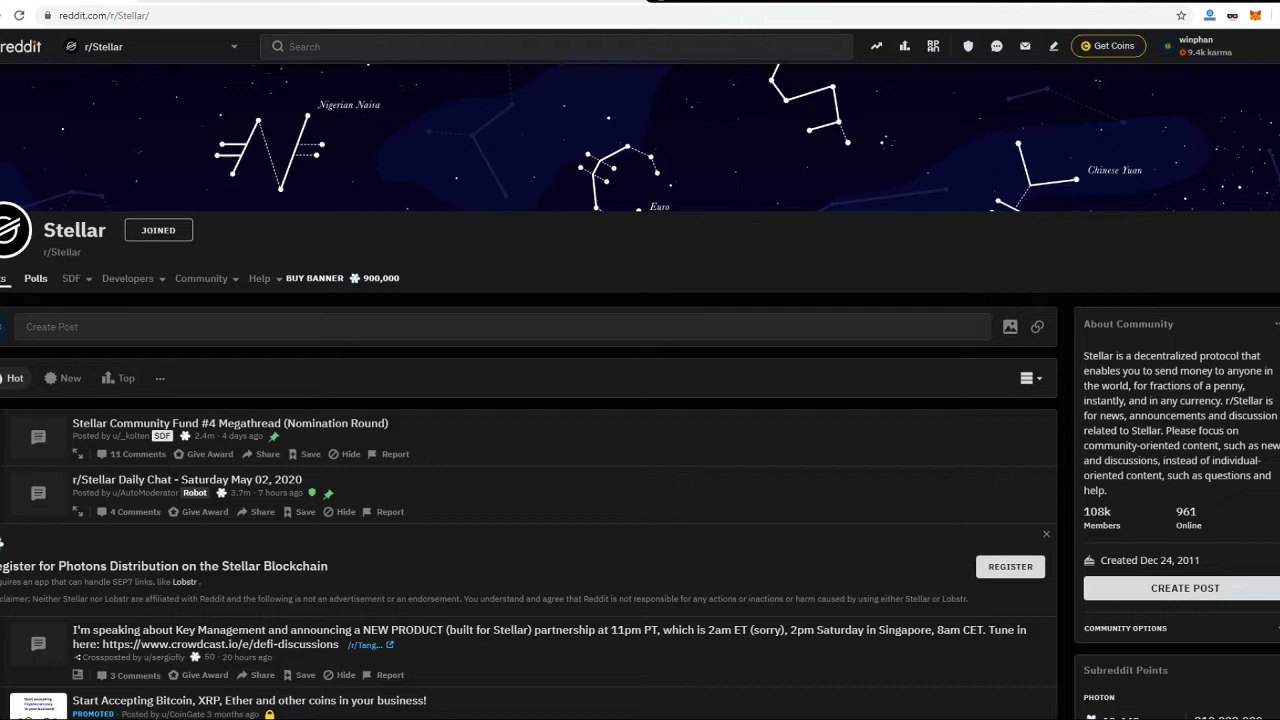 reddit.com/r/Stellar/
reddit
r/Stellar
Search
Get Coins
winphan
9.4k karma
Nigerian Naira
Chinese Yuan
Euro
Stellar
JOINED
r/Stellar
ts
Polls
SDF
Developers
Community
Help
BUY BANNER
900,000
Create Post
Hot
New
Top
...
Stellar Community Fund #4 Megathread (Nomination Round)
Posted by u/_kolten SDF 2.4m · 4 days ago
11 Comments Give Award Share Save Hide Report
r/Stellar Daily Chat - Saturday May 02, 2020
Posted by u/AutoModerator Robot 3.7m · 7 hours ago
4 Comments Give Award Share Save Hide Report
egister for Photons Distribution on the Stellar Blockchain
quires an app that can handle SEP7 links, like Lobstr .
REGISTER
claimer: Neither Stellar nor Lobstr are affiliated with Reddit and the following is not an advertisement or an endorsement. You understand and agree that Reddit is not responsible for any actions or inactions or harm caused by using either Stellar or Lobstr.
I'm speaking about Key Management and announcing a NEW PRODUCT (built for Stellar) partnership at 11pm PT, which is 2am ET (sorry), 2pm Saturday in Singapore, 8am CET. Tune in
here: https://www.crowdcast.io/e/defi-discussions /r/Tang...
Crossposted by u/sergiofly 50 · 20 hours ago
3 Comments Give Award Share Save Hide Report
Start Accepting Bitcoin, XRP, Ether and other coins in your business!
PROMOTED · Posted by u/CoinGate 3 months ago
About Community
Stellar is a decentralized protocol that
enables you to send money to anyone in
the world, for fractions of a penny,
instantly, and in any currency. r/Stellar is
for news, announcements and discussion
related to Stellar. Please focus on
community-oriented content, such as new
and discussions, instead of individual-
oriented content, such as questions and
help.
108k
961
Members
Online
Created Dec 24, 2011
CREATE POST
COMMUNITY OPTIONS
Subreddit Points
PHOTON